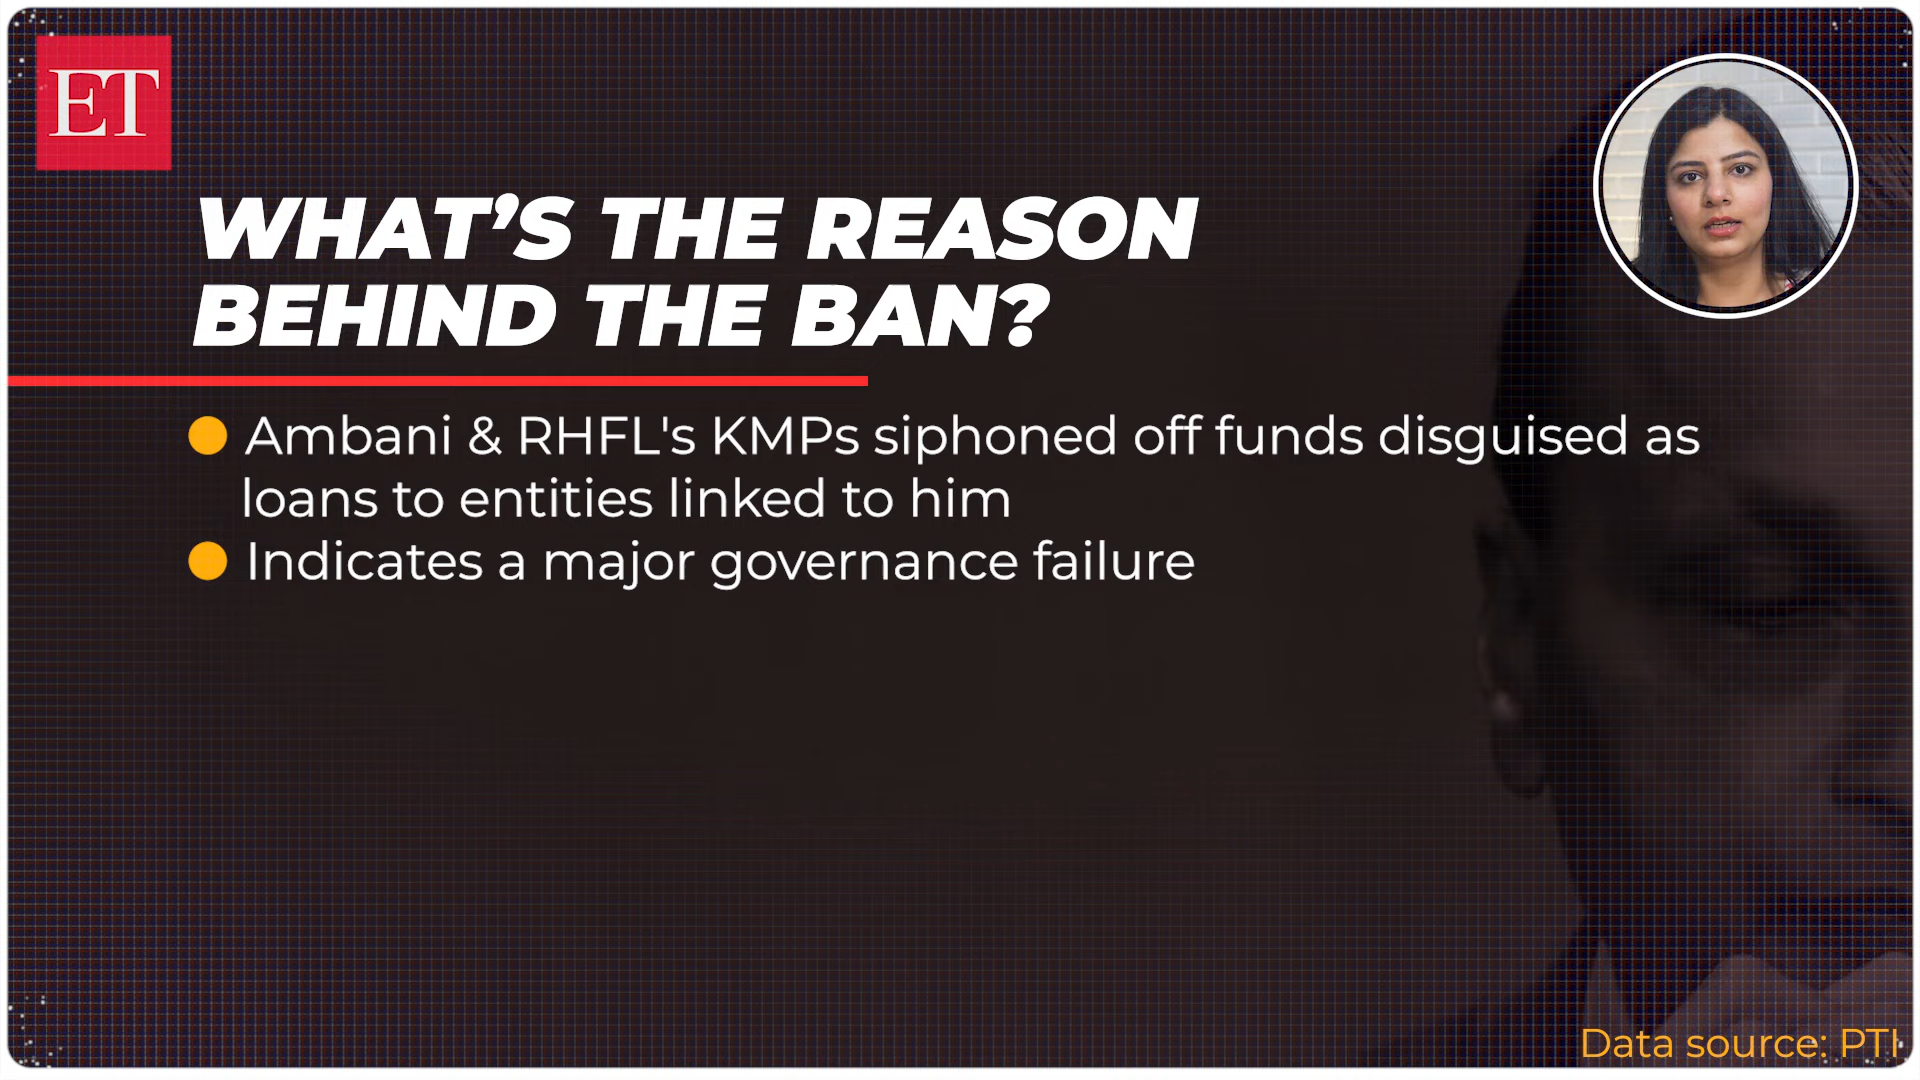 ET
WHAT’S THE REASON
BEHIND THE BAN?
Ambani & RHFL's KMPs siphoned off funds disguised as
loans to entities linked to him
Indicates a major governance failure
Data source: PTI